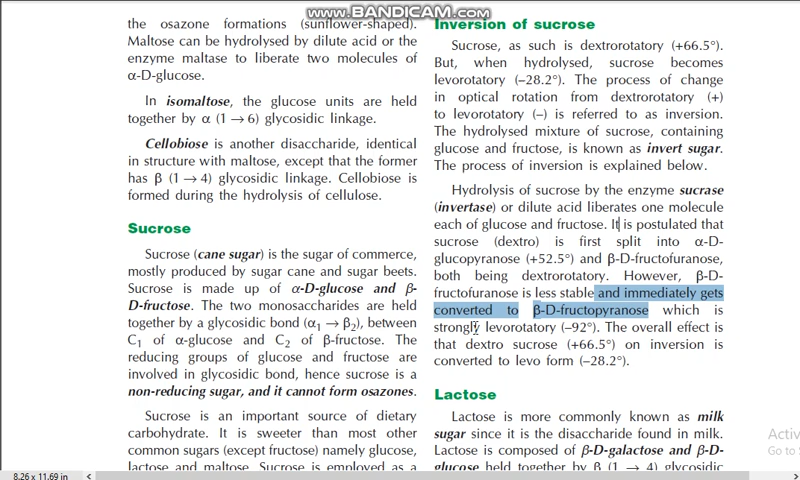 www.BANDICAM.com
the osazone formations (sunflower-shaped).
Maltose can be hydrolysed by dilute acid or the
enzyme maltase to liberate two molecules of
α-D-glucose.
In isomaltose, the glucose units are held
together by α (1 → 6) glycosidic linkage.
Cellobiose is another disaccharide, identical
in structure with maltose, except that the former
has β (1 → 4) glycosidic linkage. Cellobiose is
formed during the hydrolysis of cellulose.
Sucrose
Sucrose (cane sugar) is the sugar of commerce,
mostly produced by sugar cane and sugar beets.
Sucrose is made up of α-D-glucose and β-
D-fructose. The two monosaccharides are held
together by a glycosidic bond (α₁ → β₂), between
C₁ of α-glucose and C₂ of β-fructose. The
reducing groups of glucose and fructose are
involved in glycosidic bond, hence sucrose is a
non-reducing sugar, and it cannot form osazones.
Sucrose is an important source of dietary
carbohydrate. It is sweeter than most other
common sugars (except fructose) namely glucose,
lactose and maltose. Sucrose is employed as a
Inversion of sucrose
Sucrose, as such is dextrorotatory (+66.5°).
But, when hydrolysed, sucrose becomes
levorotatory (–28.2°). The process of change
in optical rotation from dextrorotatory (+)
to levorotatory (–) is referred to as inversion.
The hydrolysed mixture of sucrose, containing
glucose and fructose, is known as invert sugar.
The process of inversion is explained below.
Hydrolysis of sucrose by the enzyme sucrase
(invertase) or dilute acid liberates one molecule
each of glucose and fructose. It is postulated that
sucrose (dextro) is first split into α-D-
glucopyranose (+52.5°) and β-D-fructofuranose,
both being dextrorotatory. However, β-D-
fructofuranose is less stable and immediately gets
converted to β-D-fructopyranose which is
strongly levorotatory (–92°). The overall effect is
that dextro sucrose (+66.5°) on inversion is
converted to levo form (–28.2°).
Lactose
Lactose is more commonly known as milk
sugar since it is the disaccharide found in milk.
Lactose is composed of β-D-galactose and β-D-
glucose held together by β (1 → 4) glycosidic
Activ
Go to S
8.26 x 11.69 in